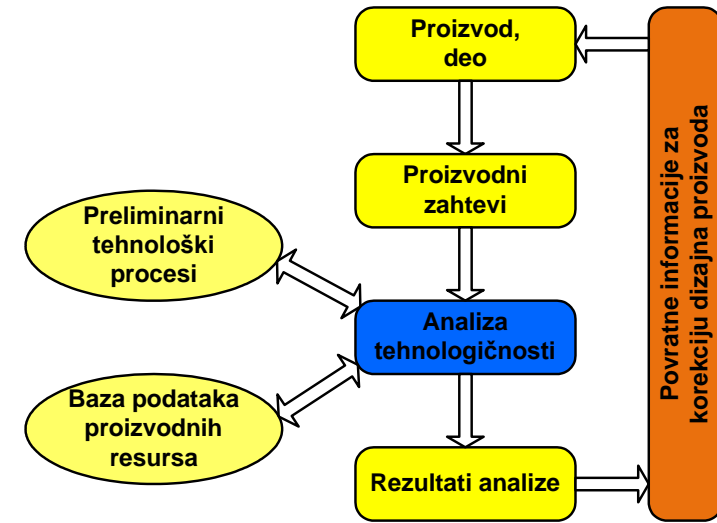 Proizvod,
deo
Proizvodni
zahtevi
Preliminarni
tehnološki
procesi
Analiza
tehnologičnosti
Baza podataka
proizvodnih
resursa
Rezultati analize
Povratne informacije za
korekciju dizajna proizvoda